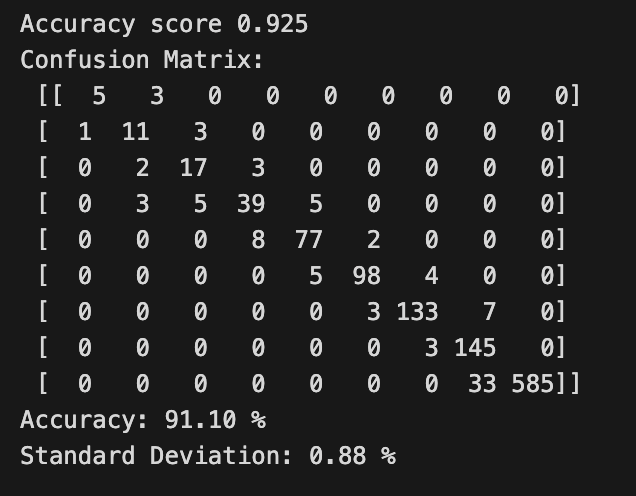 Accuracy score 0.925
Confusion Matrix:
[[  5   3   0   0   0   0   0   0   0]
[  1  11   3   0   0   0   0   0   0]
[  0   2  17   3   0   0   0   0   0]
[  0   3   5  39   5   0   0   0   0]
[  0   0   0   8  77   2   0   0   0]
[  0   0   0   0   5  98   4   0   0]
[  0   0   0   0   0   3 133   7   0]
[  0   0   0   0   0   0   3 145   0]
[  0   0   0   0   0   0   0  33 585]]
Accuracy: 91.10 %
Standard Deviation: 0.88 %